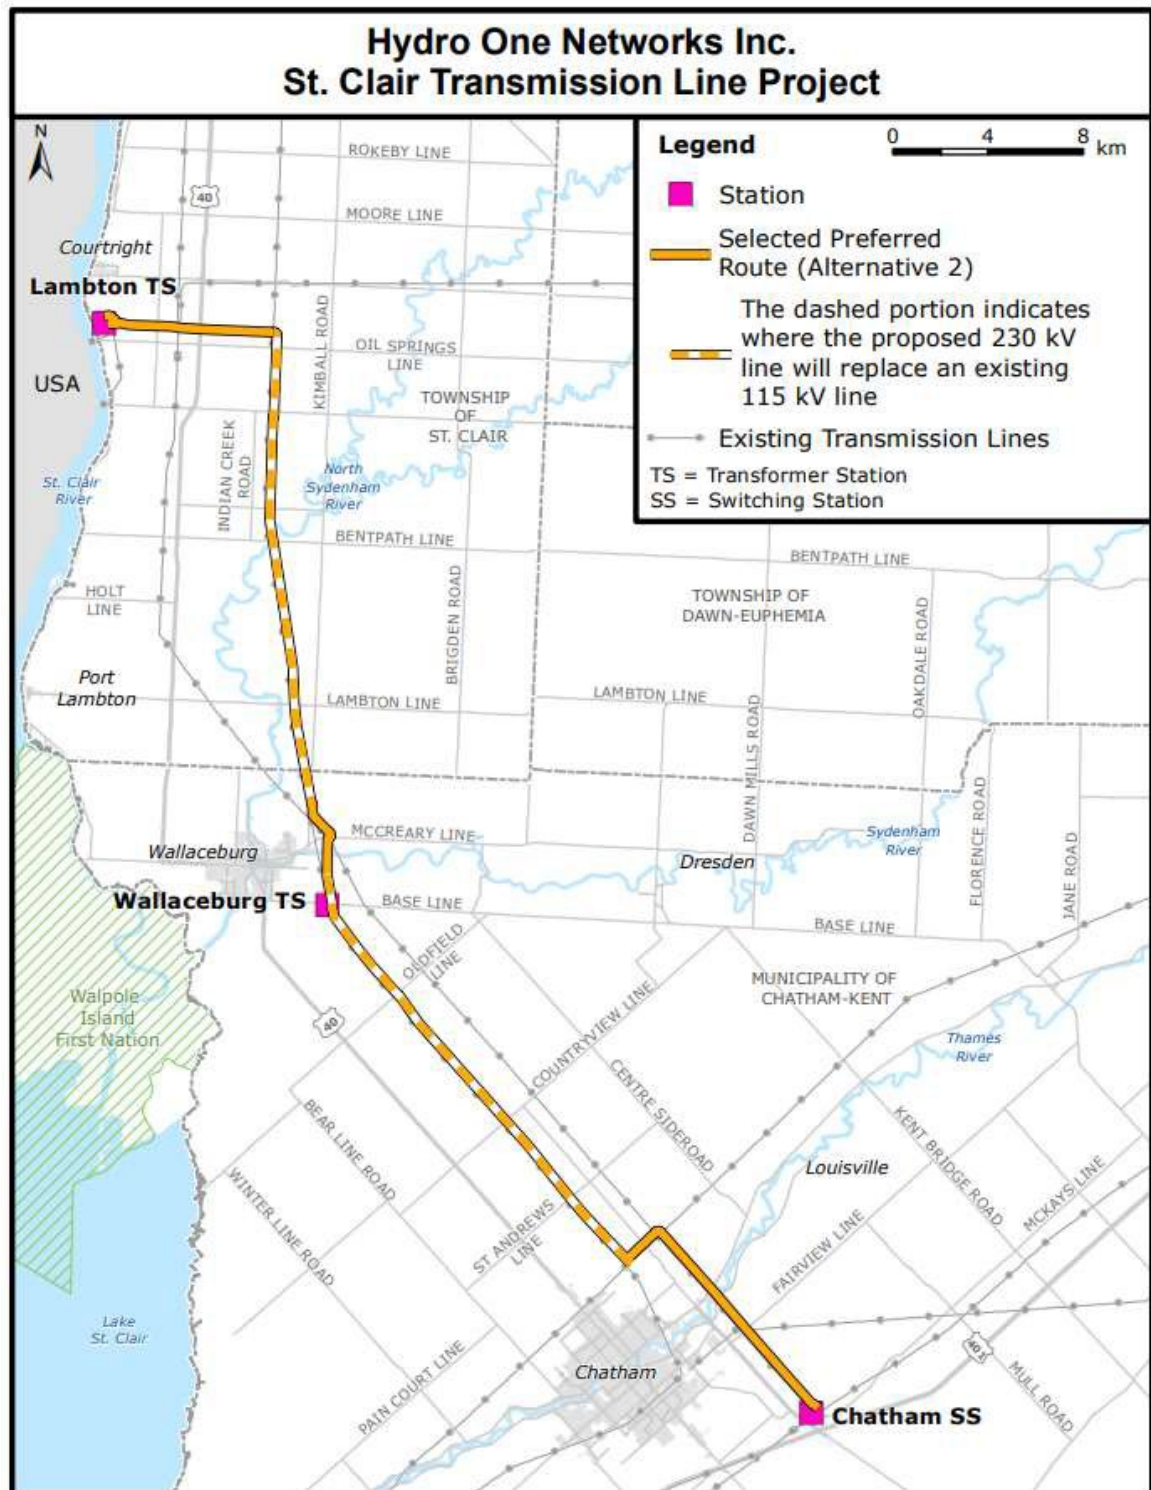 Hydro One Networks Inc.
St. Clair Transmission Line Project
N
Legend
0 4 8 km
Station
Selected Preferred
Route (Alternative 2)
The dashed portion indicates
where the proposed 230 kV
line will replace an existing
115 kV line
Existing Transmission Lines
TS = Transformer Station
SS = Switching Station
ROKEBY LINE
40
MOORE LINE
Courtright
Lambton TS
KIMBALL ROAD
OIL SPRINGS
LINE
USA
TOWNSHIP
OF
ST. CLAIR
INDIAN CREEK
ROAD
St. Clair
River
North
Sydenham
River
BENTPATH LINE
BENTPATH LINE
HOLT
LINE
BRIGDEN ROAD
TOWNSHIP OF
DAWN-EUPHEMIA
OAKDALE ROAD
Port
Lambton
LAMBTON LINE
LAMBTON LINE
DAWN MILLS ROAD
FLORENCE ROAD
JANE ROAD
MCCREARY LINE
Sydenham
River
Wallaceburg
Dresden
Wallaceburg TS
BASE LINE
BASE LINE
OLDFIELD
LINE
MUNICIPALITY OF
CHATHAM-KENT
Walpole
Island
First Nation
40
COUNTRYVIEW LINE
Thames
River
CENTRE SIDEROAD
BEAR LINE ROAD
KENT BRIDGE ROAD
Louisville
MCKAYS LINE
WINTER LINE ROAD
ST ANDREWS
LINE
FAIRVIEW LINE
Lake
St. Clair
401
PAIN COURT LINE
Chatham
MULL ROAD
Chatham SS